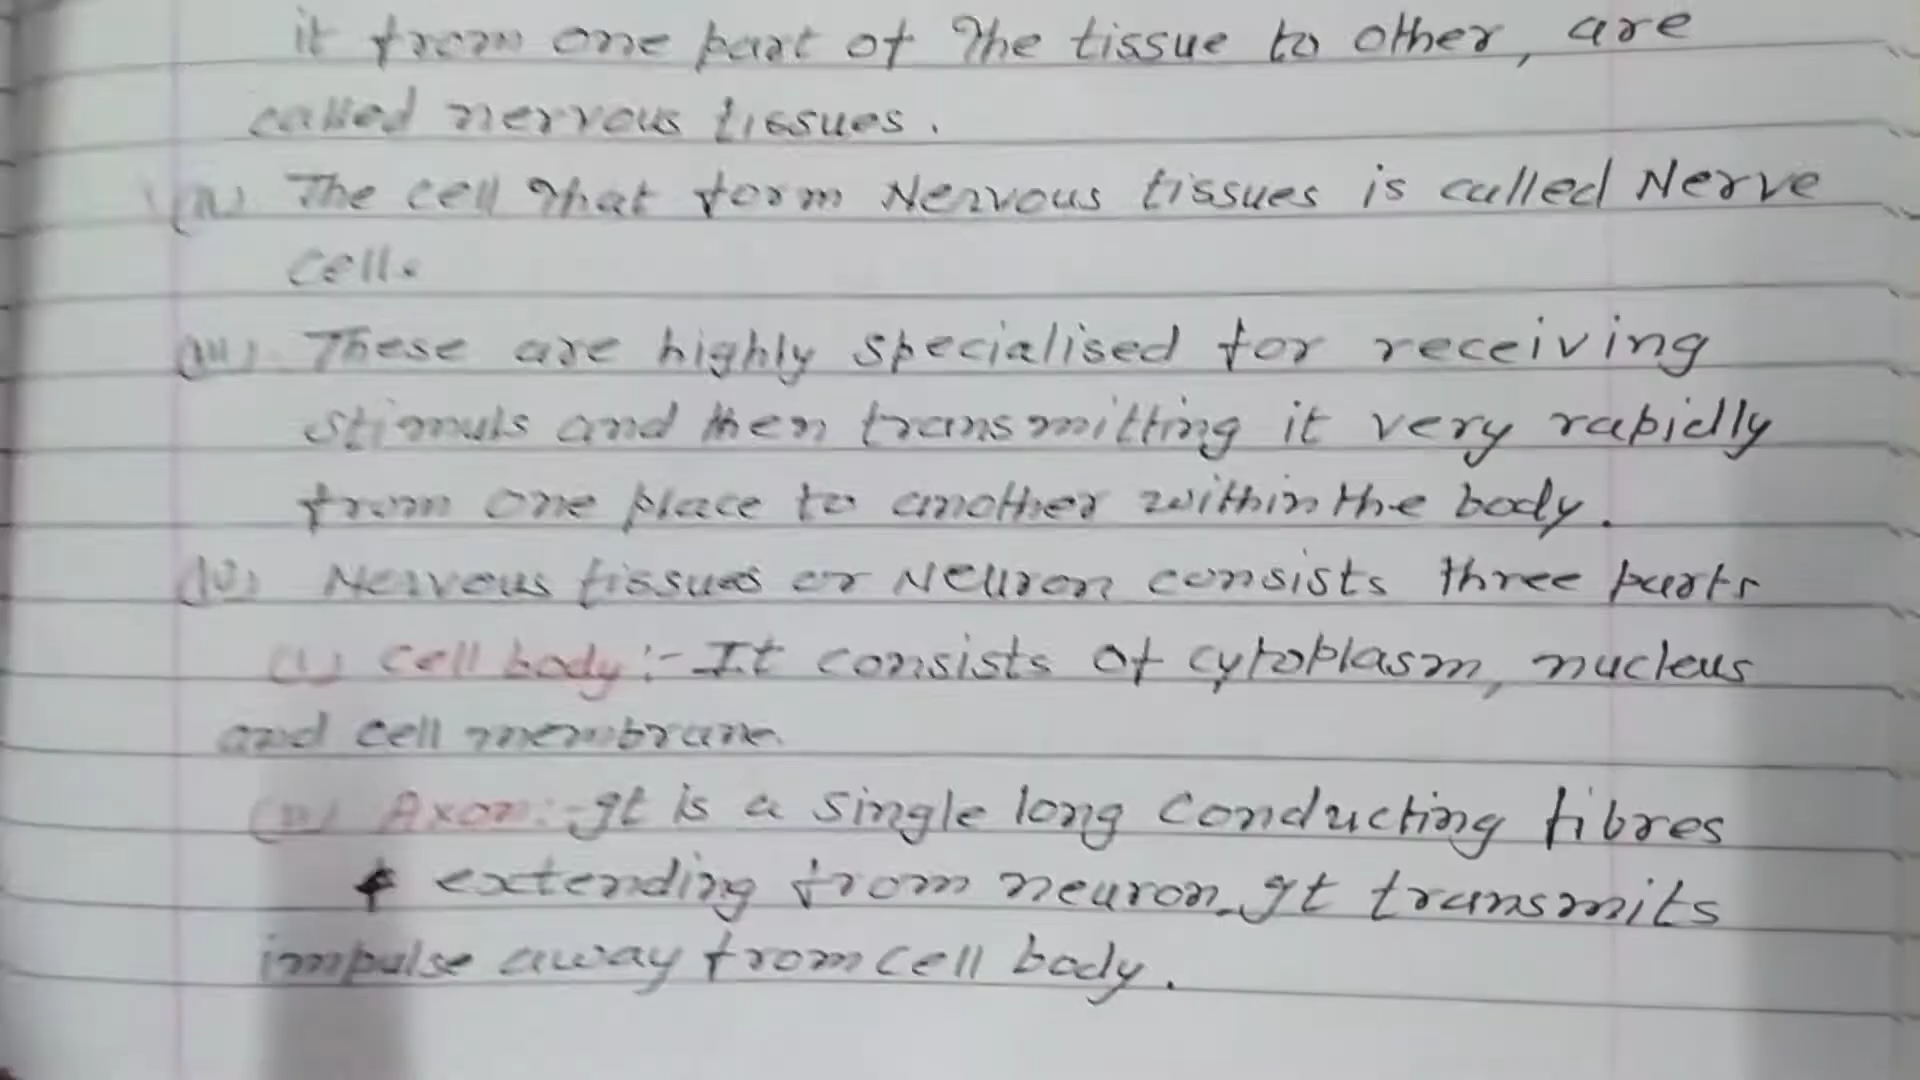 it from one part of the tissue to other, are
called nervous tissues.
(ii) The cell that form Nervous tissues is called Nerve
cell.
(iii) These are highly specialised for receiving
stimuls and then transmitting it very rapidly
from one place to another within the body.
(iv) Nervous tissues or Neuron consists three parts
(i) Cell body :- It consists of cytoplasm, nucleus
and cell membrane.
(ii) Axon :- It is a single long conducting fibres
extending from neuron. It transmits
impulse away from cell body.